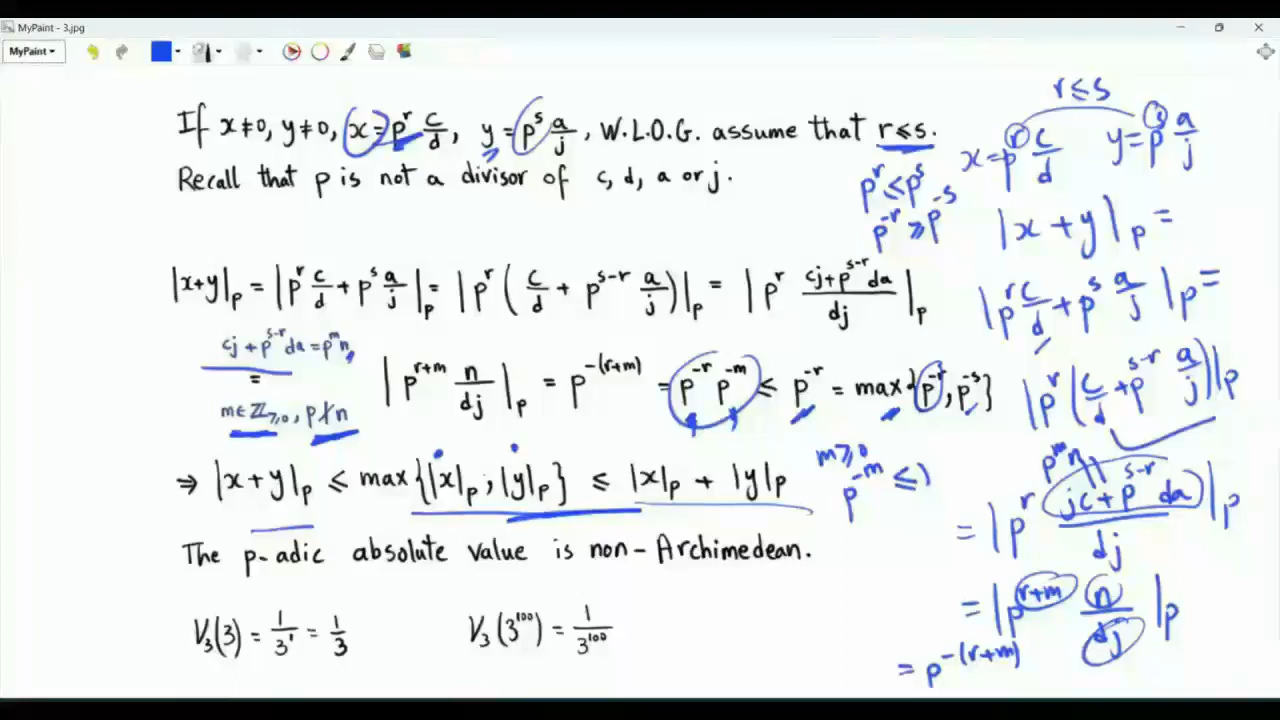 MyPaint - 3.jpg
MyPaint
If x≠0, y≠0, x=p^r c/d, y=p^s a/j, W.L.O.G. assume that r≤s.
Recall that p is not a divisor of c, d, a or j.
|x+y|_p = |p^r c/d + p^s a/j|_p = |p^r (c/d + p^{s-r} a/j)|_p = |p^r (cj+p^{s-r}da)/(dj)|_p
cj+p^{s-r}da=p^m n,
=
m∈ℤ_{≥0}, p∤n
|p^{r+m} n/(dj)|_p = p^{-(r+m)} = p^{-r} p^{-m} ≤ p^{-r} = max{p^{-r}, p^{-s}}
⇒ |x+y|_p ≤ max{|x|_p, |y|_p} ≤ |x|_p + |y|_p
The p-adic absolute value is non-Archimedean.
V_3(3) = 1/3^1 = 1/3
V_3(3^{100}) = 1/3^{100}
r≤s
x=p^r c/d
y=p^s a/j
p^r≤p^s
p^{-r}≥p^{-s}
|x+y|_p =
|p^r c/d + p^s a/j|_p =
|p^r (c/d + p^{s-r} a/j)|_p
m≥0
p^{-m} ≤1
p^m n
= |p^r (jc+p^{s-r}da)/(dj)|_p
= |p^{r+m} n/(dj)|_p
= p^{-(r+m)}